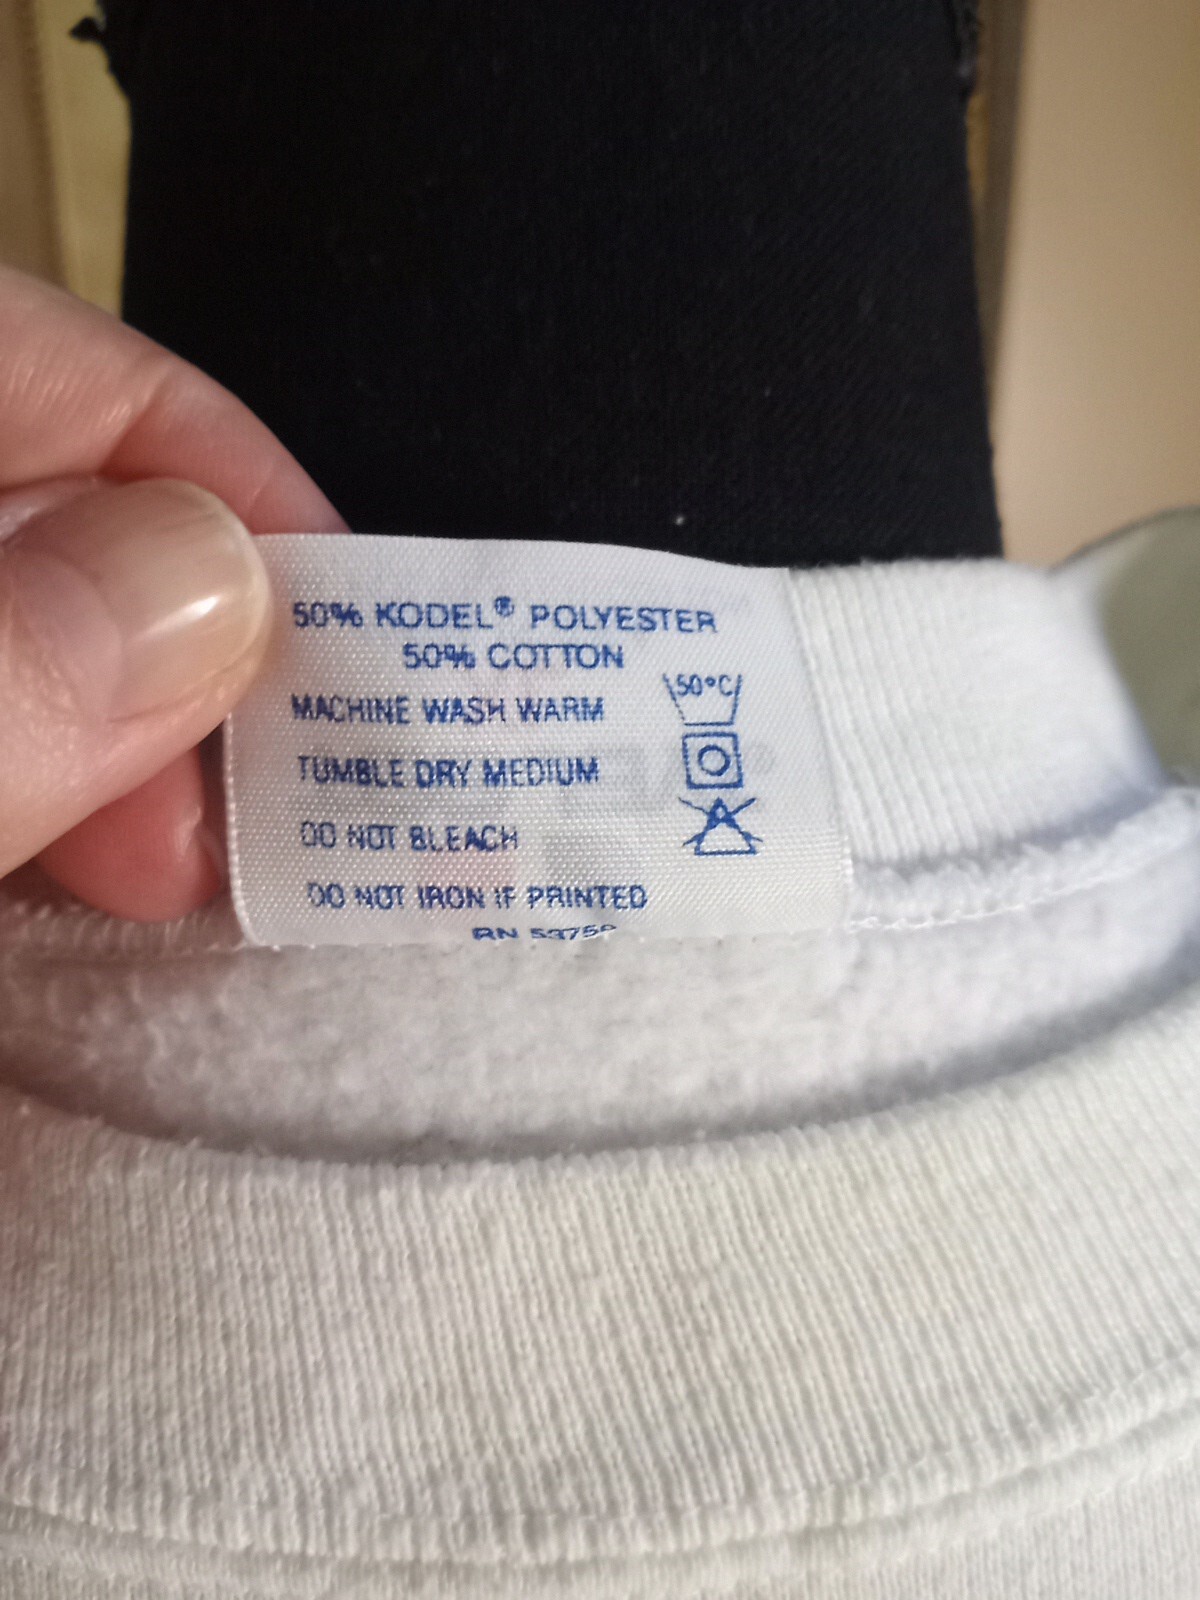 50% KODEL® POLYESTER
50% COTTON
MACHINE WASH WARM
50°C
TUMBLE DRY MEDIUM
DO NOT BLEACH
DO NOT IRON IF PRINTED
RN